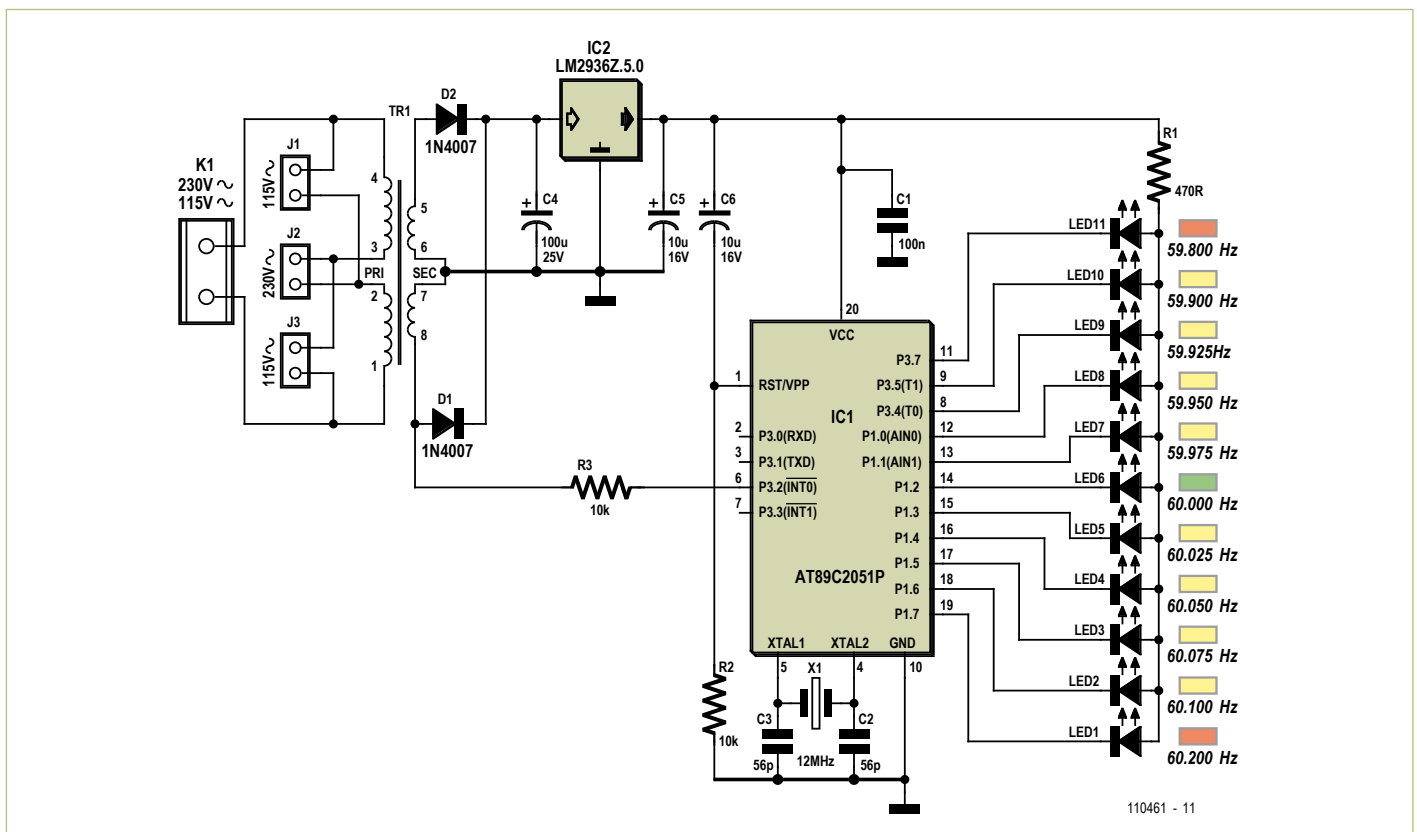 IC2
LM2936Z.5.0
D2
1N4007
TR1
K1
230V ~
115V ~
J1
115V~
J2
230V~
J3
115V~
4
3
PRI
2
1
5
6
SEC
7
8
D1
1N4007
+
C4
100u
25V
+
C5
10u
16V
+
C6
10u
16V
C1
100n
R1
470R
R3
10k
R2
10k
20
VCC
IC1
AT89C2051P
1
RST/VPP
2
P3.0(RXD)
3
P3.1(TXD)
6
P3.2(INT0)
7
P3.3(INT1)
P3.7
11
P3.5(T1)
9
P3.4(T0)
8
P1.0(AIN0)
12
P1.1(AIN1)
13
P1.2
14
P1.3
15
P1.4
16
P1.5
17
P1.6
18
P1.7
19
XTAL1
XTAL2
GND
5
X1
4
10
C3
56p
12MHz
C2
56p
LED11
59.800 Hz
LED10
59.900 Hz
LED9
59.925Hz
LED8
59.950 Hz
LED7
59.975 Hz
LED6
60.000 Hz
LED5
60.025 Hz
LED4
60.050 Hz
LED3
60.075 Hz
LED2
60.100 Hz
LED1
60.200 Hz
110461 - 11